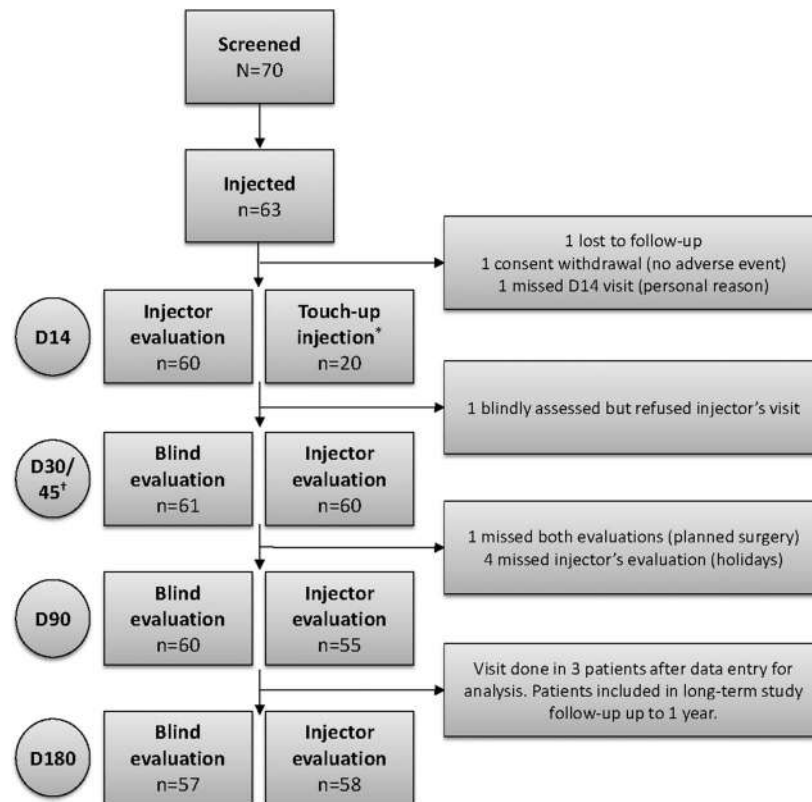 Screened
N=70
Injected
n=63
1 lost to follow-up
1 consent withdrawal (no adverse event)
1 missed D14 visit (personal reason)
D14
Injector
evaluation
n=60
Touch-up
injection*
n=20
1 blindly assessed but refused injector's visit
D30/
45†
Blind
evaluation
n=61
Injector
evaluation
n=60
1 missed both evaluations (planned surgery)
4 missed injector's evaluation (holidays)
D90
Blind
evaluation
n=60
Injector
evaluation
n=55
Visit done in 3 patients after data entry for
analysis. Patients included in long-term study
follow-up up to 1 year.
D180
Blind
evaluation
n=57
Injector
evaluation
n=58